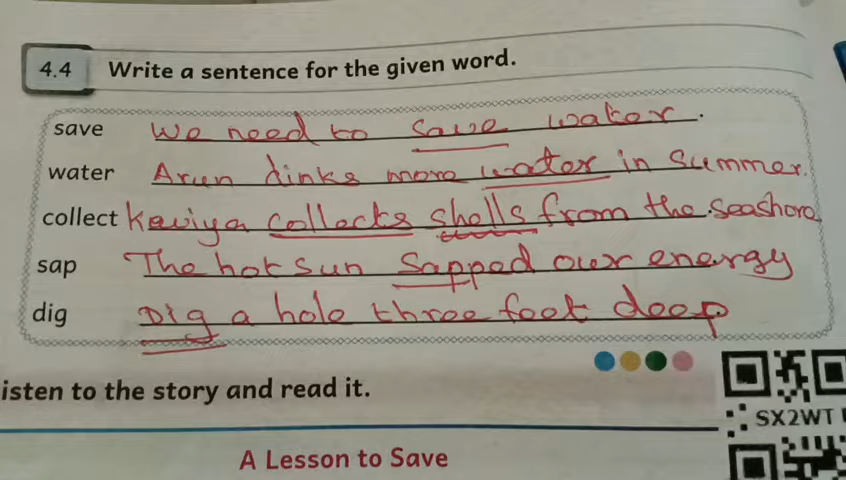 4.4 Write a sentence for the given word.
save We need to save water.
water Arun dinks more water in Summer.
collect Kaviya collects shells from the seashore
sap The hot sun sapped our energy
dig Dig a hole three feet deep
isten to the story and read it.
SX2WT
A Lesson to Save